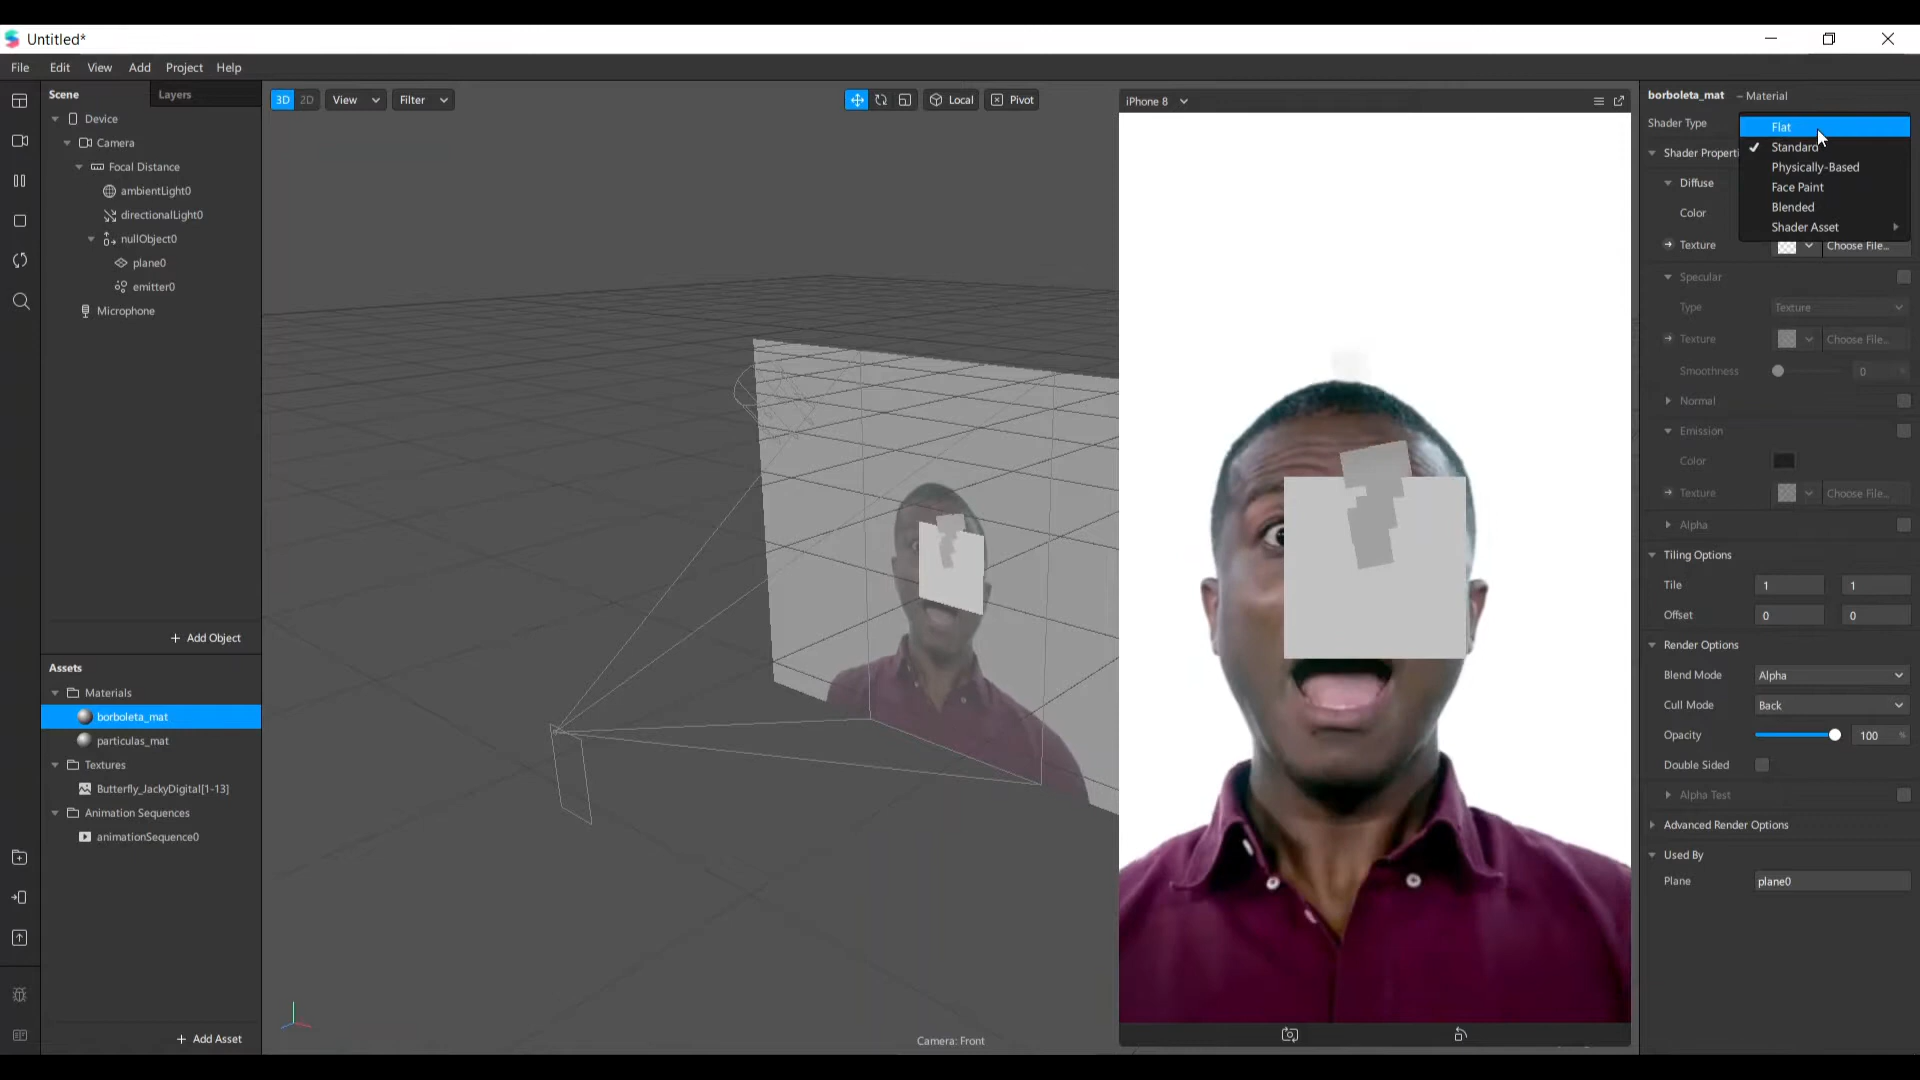 Untitled*
File Edit View Add Project Help
Scene Layers
Device
Camera
Focal Distance
ambientLight0
directionalLight0
nullObject0
plane0
emitter0
Microphone
+ Add Object
Assets
Materials
borboleta_mat
particulas_mat
Textures
Butterfly_JackyDigital[1-13]
Animation Sequences
animationSequence0
+ Add Asset
3D 2D View Filter Local Pivot
Camera: Front
iPhone 8
borboleta_mat – Material
Shader Type
Flat
Standard
Physically-Based
Face Paint
Blended
Shader Asset
Shader Properti
Diffuse
Color
Texture Choose File...
Specular
Type Texture
Texture Choose File...
Smoothness 0 %
Normal
Emission
Color
Texture Choose File...
Alpha
Tiling Options
Tile 1 1
Offset 0 0
Render Options
Blend Mode Alpha
Cull Mode Back
Opacity 100 %
Double Sided
Alpha Test
Advanced Render Options
Used By
Plane plane0